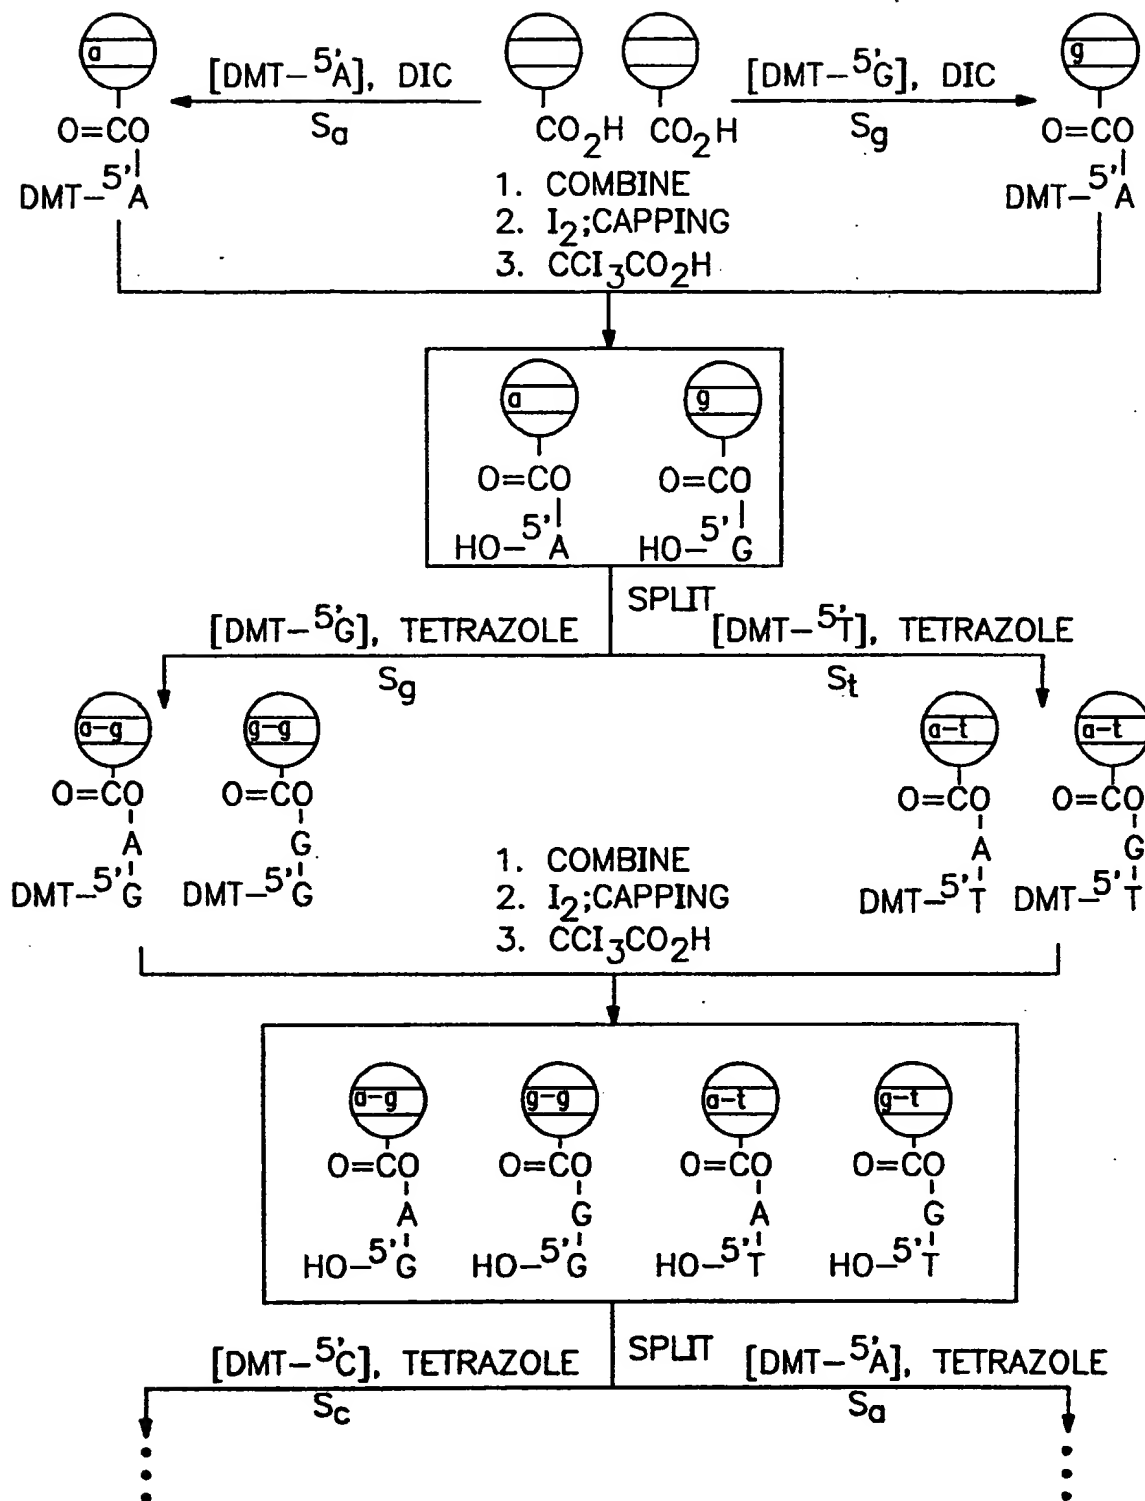 a
g
[DMT-5'A], DIC
Sa
[DMT-5'G], DIC
Sg
O=CO
CO2H
CO2H
O=CO
DMT-5'A
DMT-5'A
1. COMBINE
2. I2;CAPPING
3. CCl3CO2H
a
g
O=CO
O=CO
HO-5'A
HO-5'G
SPLIT
[DMT-5'G], TETRAZOLE
[DMT-5'T], TETRAZOLE
Sg
St
a-g
g-g
a-t
a-t
O=CO
O=CO
O=CO
O=CO
A
G
A
G
DMT-5'G
DMT-5'G
DMT-5'T
DMT-5'T
1. COMBINE
2. I2;CAPPING
3. CCl3CO2H
a-g
g-g
a-t
g-t
O=CO
O=CO
O=CO
O=CO
A
G
A
G
HO-5'G
HO-5'G
HO-5'T
HO-5'T
SPLIT
[DMT-5'C], TETRAZOLE
[DMT-5'A], TETRAZOLE
Sc
Sa